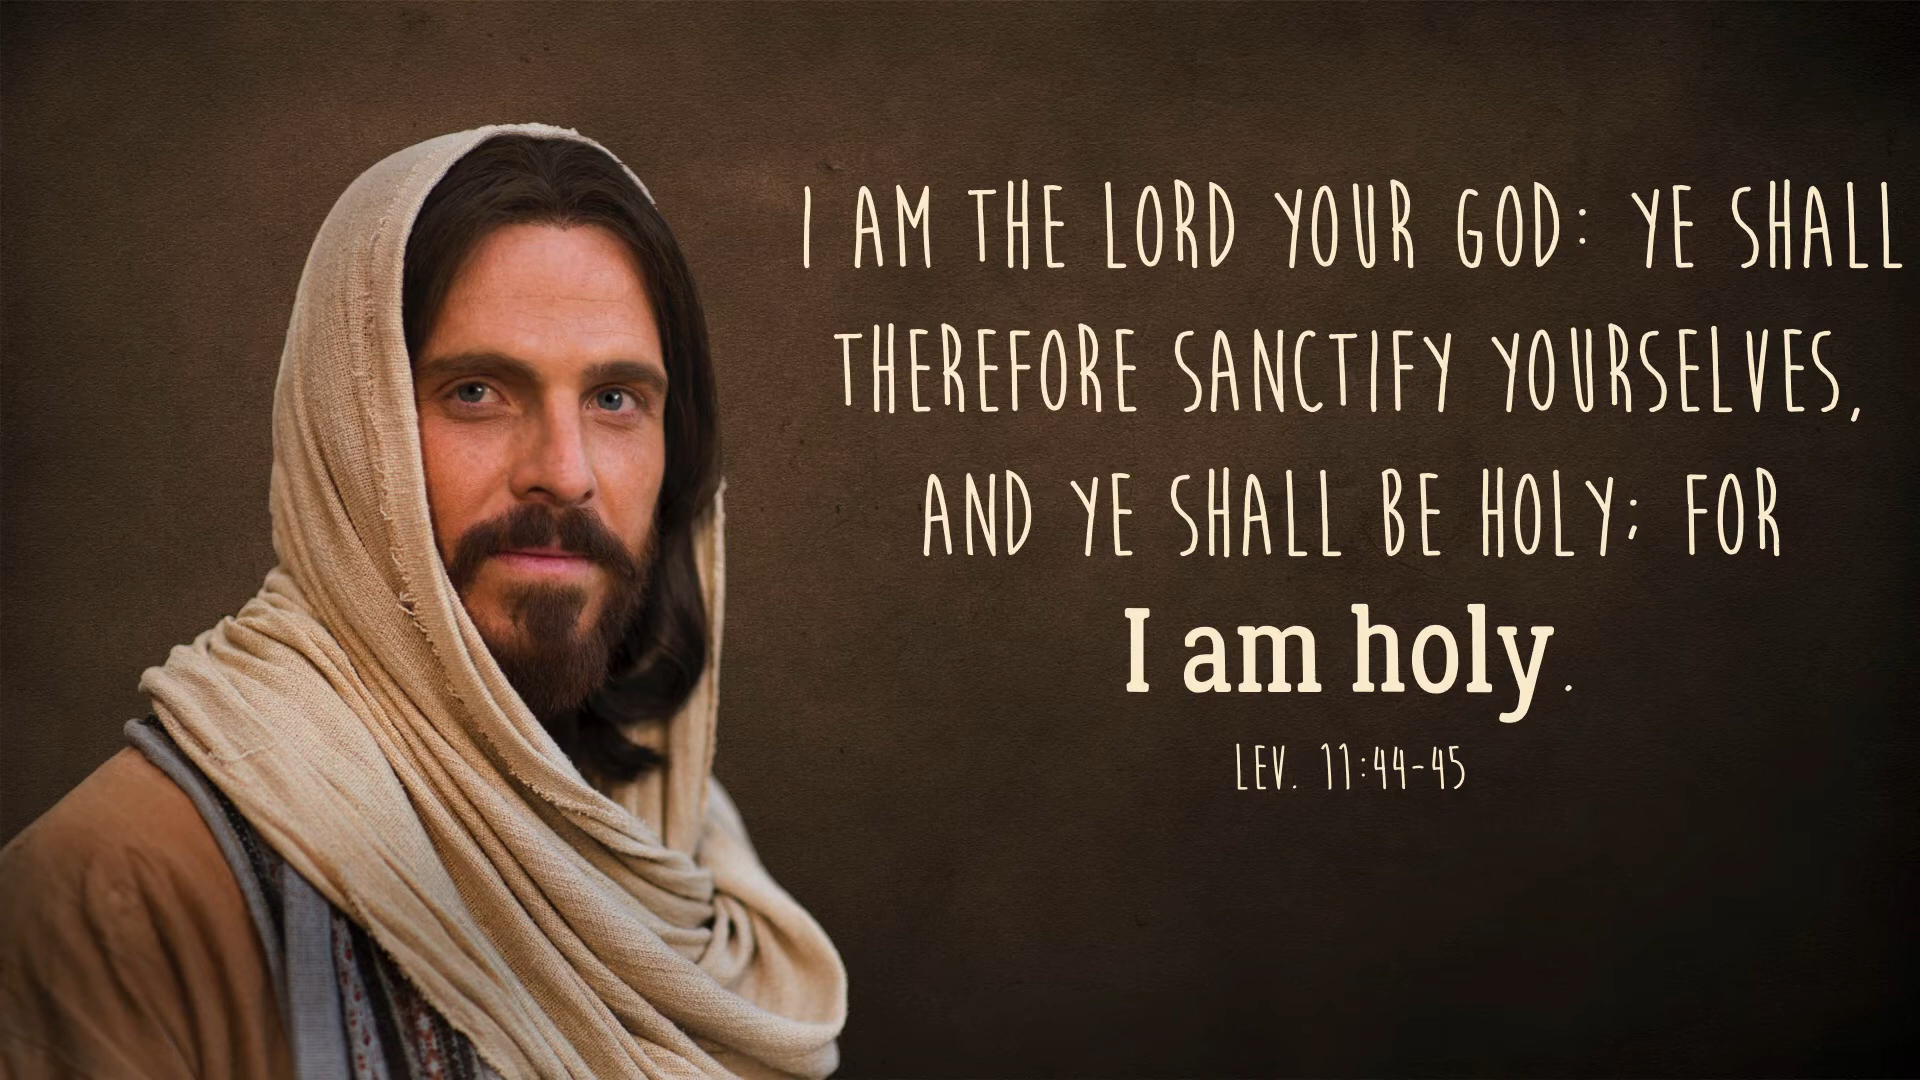 I AM THE LORD YOUR GOD: YE SHALL
THEREFORE SANCTIFY YOURSELVES,
AND YE SHALL BE HOLY; FOR
I am holy.
LEV. 11:44-45